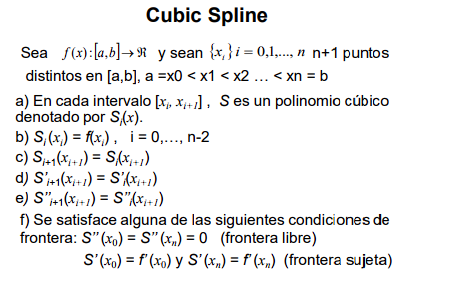 Cubic Spline
Sea f(x):[a,b]→ℜ y sean {xᵢ} i = 0,1,..., n n+1 puntos
distintos en [a,b], a =x0 < x1 < x2 ... < xn = b
a) En cada intervalo [xᵢ, xᵢ₊₁] , S es un polinomio cúbico
denotado por Sᵢ(x).
b) Sᵢ(xᵢ) = f(xᵢ) , i = 0,..., n-2
c) Sᵢ₊₁(xᵢ₊₁) = Sᵢ(xᵢ₊₁)
d) S'ᵢ₊₁(xᵢ₊₁) = S'ᵢ(xᵢ₊₁)
e) S''ᵢ₊₁(xᵢ₊₁) = S''ᵢ(xᵢ₊₁)
f) Se satisface alguna de las siguientes condiciones de
frontera: S''(x₀) = S''(xₙ) = 0 (frontera libre)
S'(x₀) = f'(x₀) y S'(xₙ) = f'(xₙ) (frontera sujeta)